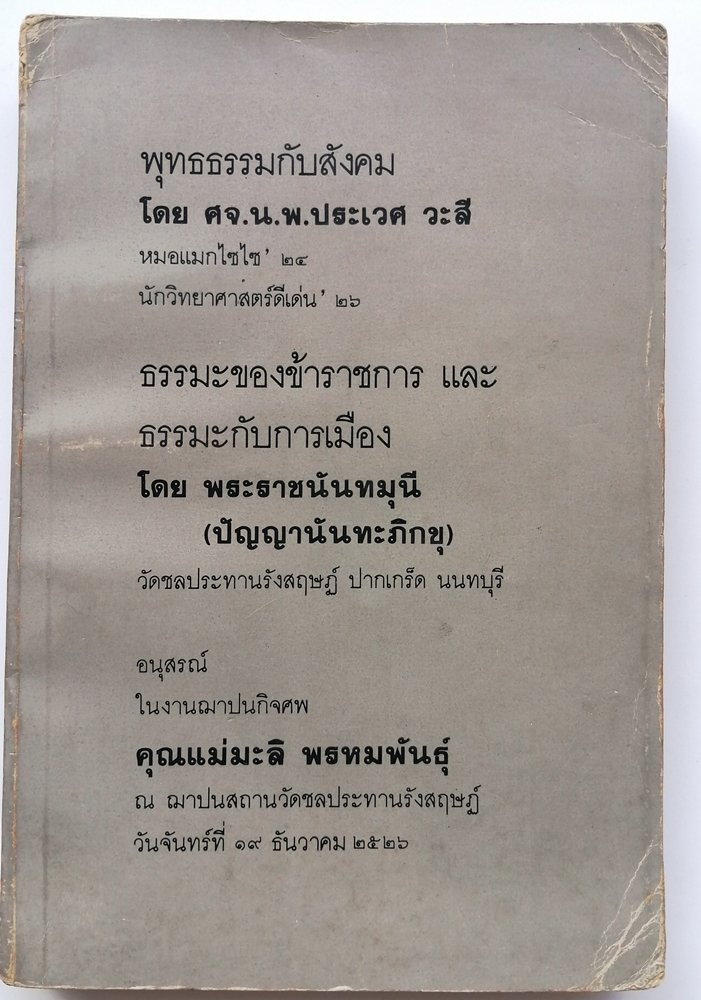 พุทธธรรมกับสังคม
โดย ศจ.น.พ.ประเวศ วะสี
หมอแมกไซไซ' ๒๔
นักวิทยาศาสตร์ดีเด่น' ๒๖
ธรรมะของข้าราชการ และ
ธรรมะกับการเมือง
โดย พระราชนันทมุนี
(ปัญญานันทะภิกขุ)
วัดชลประทานรังสฤษฏ์ ปากเกร็ด นนทบุรี
อนุสรณ์
ในงานฌาปนกิจศพ
คุณแม่มะลิ พรหมพันธุ์
ณ ฌาปนสถานวัดชลประทานรังสฤษฏ์
วันจันทร์ที่ ๑๙ ธันวาคม ๒๕๒๖